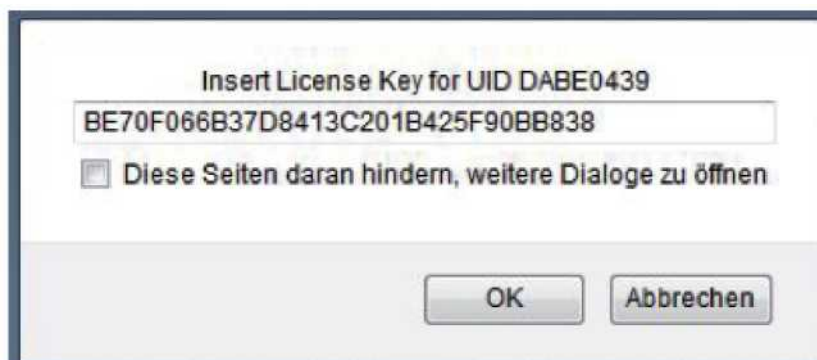 Insert License Key for UID DABE0439
BE70F066B37D8413C201B425F90BB838
Diese Seiten daran hindern, weitere Dialoge zu öffnen
OK
Abbrechen